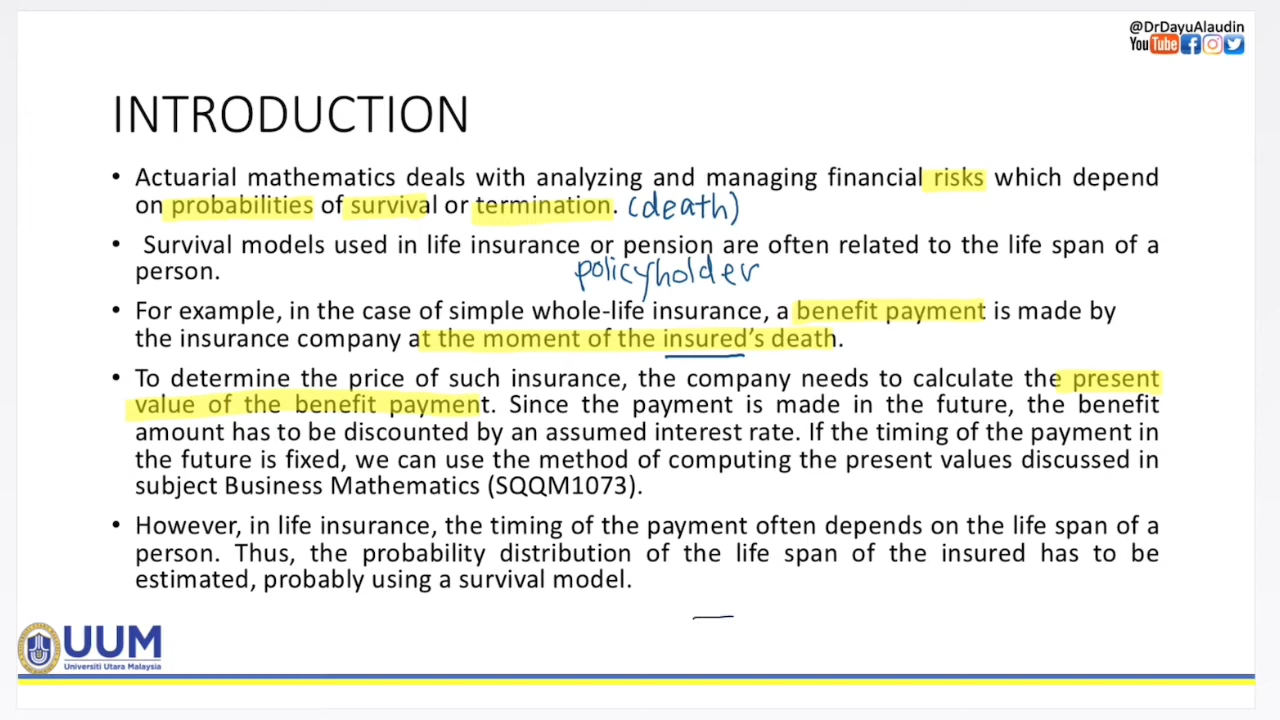 @DrDayuAlaudin
YouTube
INTRODUCTION
• Actuarial mathematics deals with analyzing and managing financial risks which depend
on probabilities of survival or termination. (death)
• Survival models used in life insurance or pension are often related to the life span of a
person.
policyholder
• For example, in the case of simple whole-life insurance, a benefit payment is made by
the insurance company at the moment of the insured's death.
• To determine the price of such insurance, the company needs to calculate the present
value of the benefit payment. Since the payment is made in the future, the benefit
amount has to be discounted by an assumed interest rate. If the timing of the payment in
the future is fixed, we can use the method of computing the present values discussed in
subject Business Mathematics (SQQM1073).
• However, in life insurance, the timing of the payment often depends on the life span of a
person. Thus, the probability distribution of the life span of the insured has to be
estimated, probably using a survival model.
UUM
Universiti Utara Malaysia